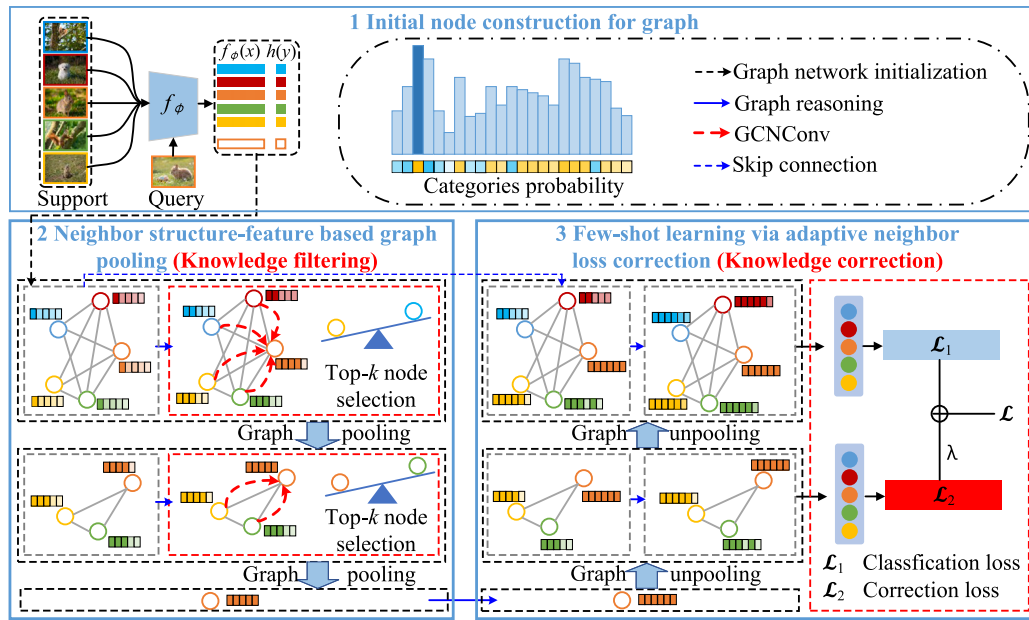 1 Initial node construction for graph
fϕ(x) h(y)
fϕ
Support
Query
Categories probability
Graph network initialization
Graph reasoning
GCNConv
Skip connection
2 Neighbor structure-feature based graph
pooling (Knowledge filtering)
Top-k node
selection
Graph pooling
Top-k node
selection
Graph pooling
3 Few-shot learning via adaptive neighbor
loss correction (Knowledge correction)
Graph unpooling
Graph unpooling
ℒ1
ℒ
λ
ℒ2
ℒ1 Classfication loss
ℒ2 Correction loss